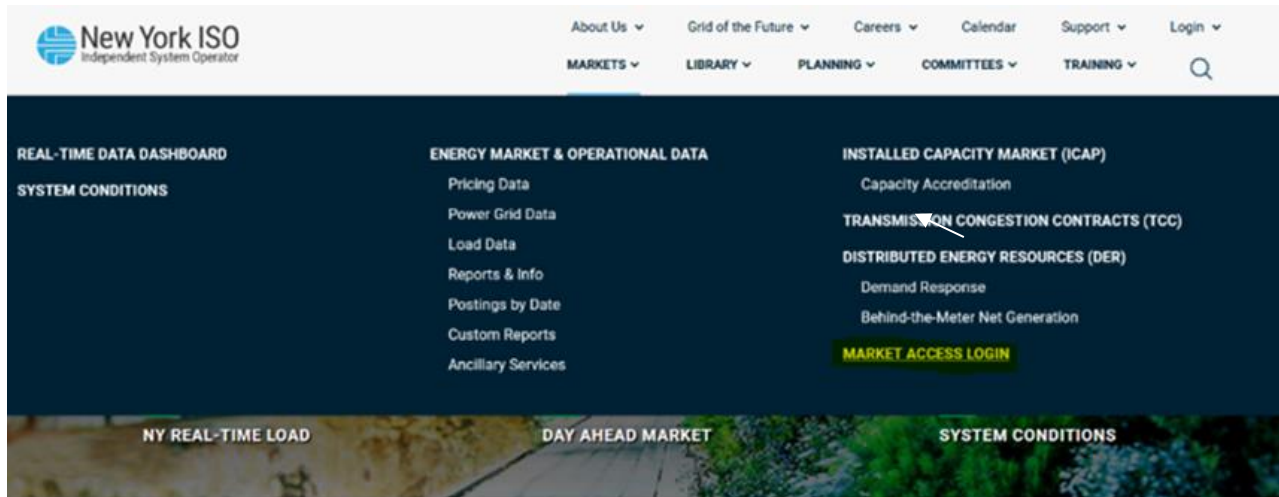 New York ISO
Independent System Operator
About Us Grid of the Future Careers Calendar Support Login
MARKETS LIBRARY PLANNING COMMITTEES TRAINING
REAL-TIME DATA DASHBOARD
SYSTEM CONDITIONS
ENERGY MARKET & OPERATIONAL DATA
Pricing Data
Power Grid Data
Load Data
Reports & Info
Postings by Date
Custom Reports
Ancillary Services
INSTALLED CAPACITY MARKET (ICAP)
Capacity Accreditation
TRANSMISSION CONGESTION CONTRACTS (TCC)
DISTRIBUTED ENERGY RESOURCES (DER)
Demand Response
Behind-the-Meter Net Generation
MARKET ACCESS LOGIN
NY REAL-TIME LOAD
DAY AHEAD MARKET
SYSTEM CONDITIONS